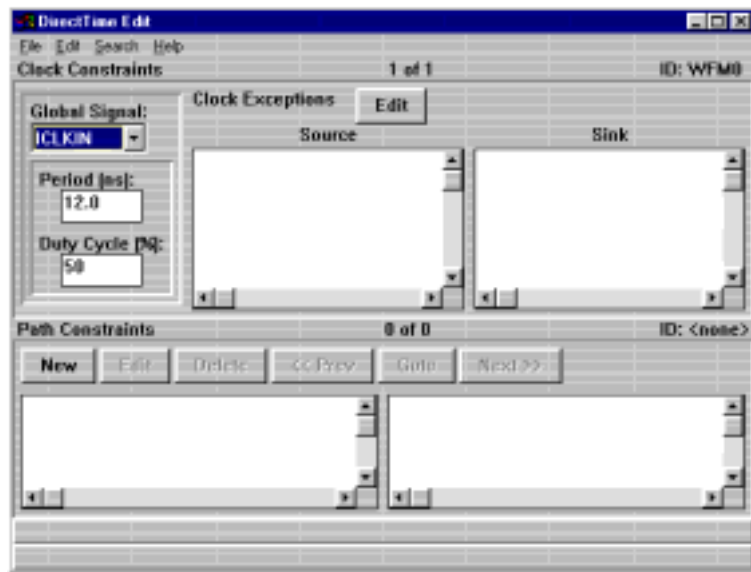 DirectTime Edit
File Edit Search Help
Clock Constraints 1 of 1 ID: WFM0
Global Signal:
ICLKIN
Clock Exceptions Edit
Source Sink
Period [ns]:
12.0
Duty Cycle [%]:
50
Path Constraints 0 of 0 ID: <none>
New Edit Delete << Prev Goto Next >>